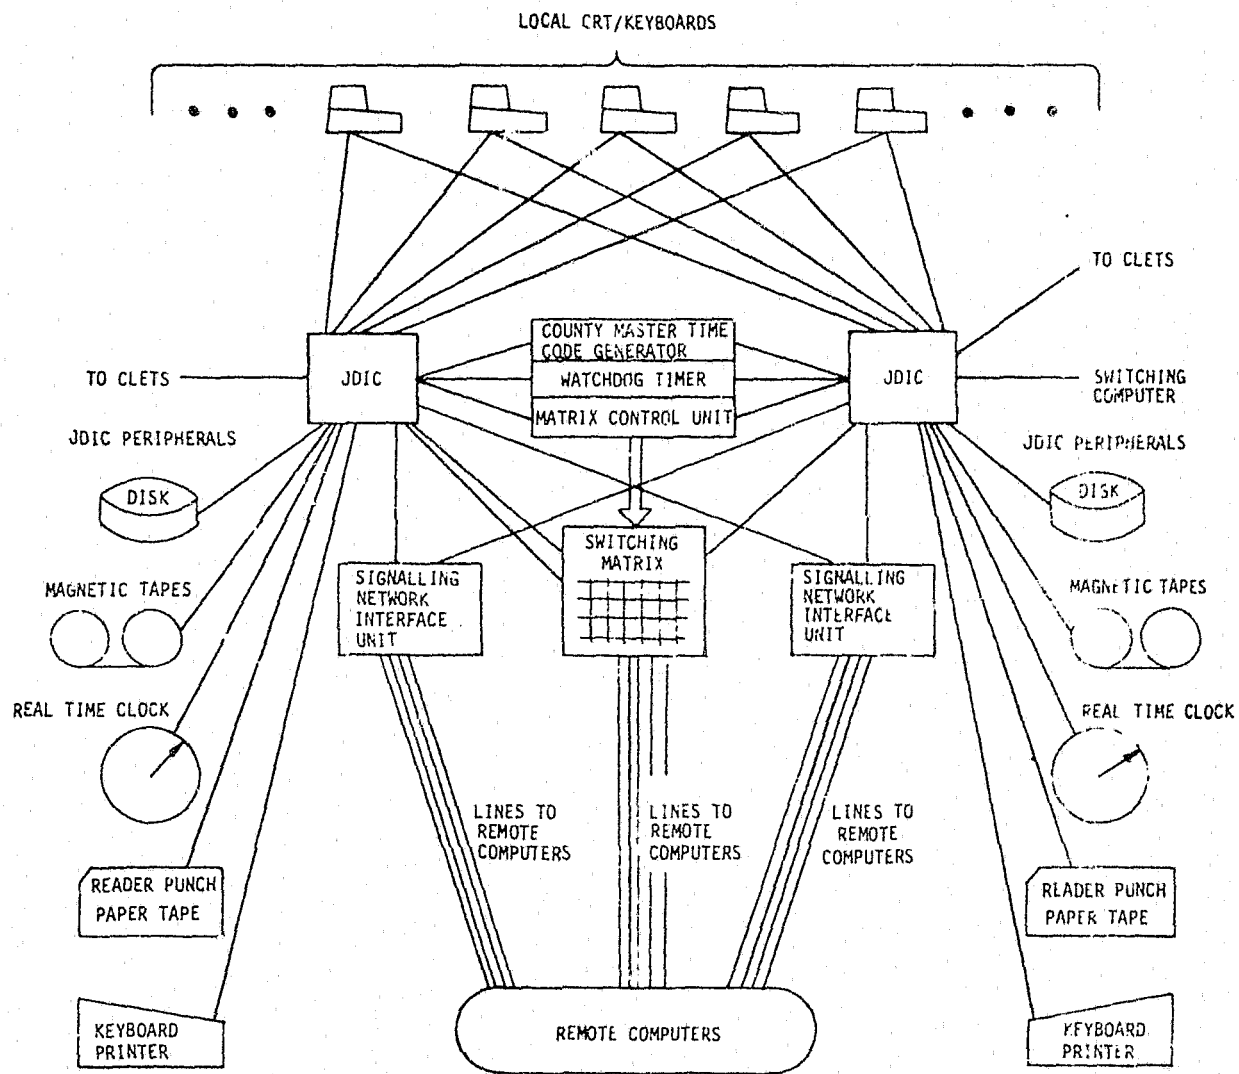 LOCAL CRT/KEYBOARDS
TO CLETS
COUNTY MASTER TIME
CODE GENERATOR
WATCHDOG TIMER
MATRIX CONTROL UNIT
JDIC
JDIC
TO CLETS
SWITCHING
COMPUTER
JDIC PERIPHERALS
JDIC PERIPHERALS
DISK
DISK
SWITCHING
MATRIX
SIGNALLING
NETWORK
INTERFACE
UNIT
SIGNALLING
NETWORK
INTERFACE
UNIT
MAGNETIC TAPES
MAGNETIC TAPES
REAL TIME CLOCK
REAL TIME CLOCK
LINES TO
REMOTE
COMPUTERS
LINES TO
REMOTE
COMPUTERS
LINES TO
REMOTE
COMPUTERS
READER PUNCH
PAPER TAPE
READER PUNCH
PAPER TAPE
KEYBOARD
PRINTER
REMOTE COMPUTERS
KEYBOARD
PRINTER